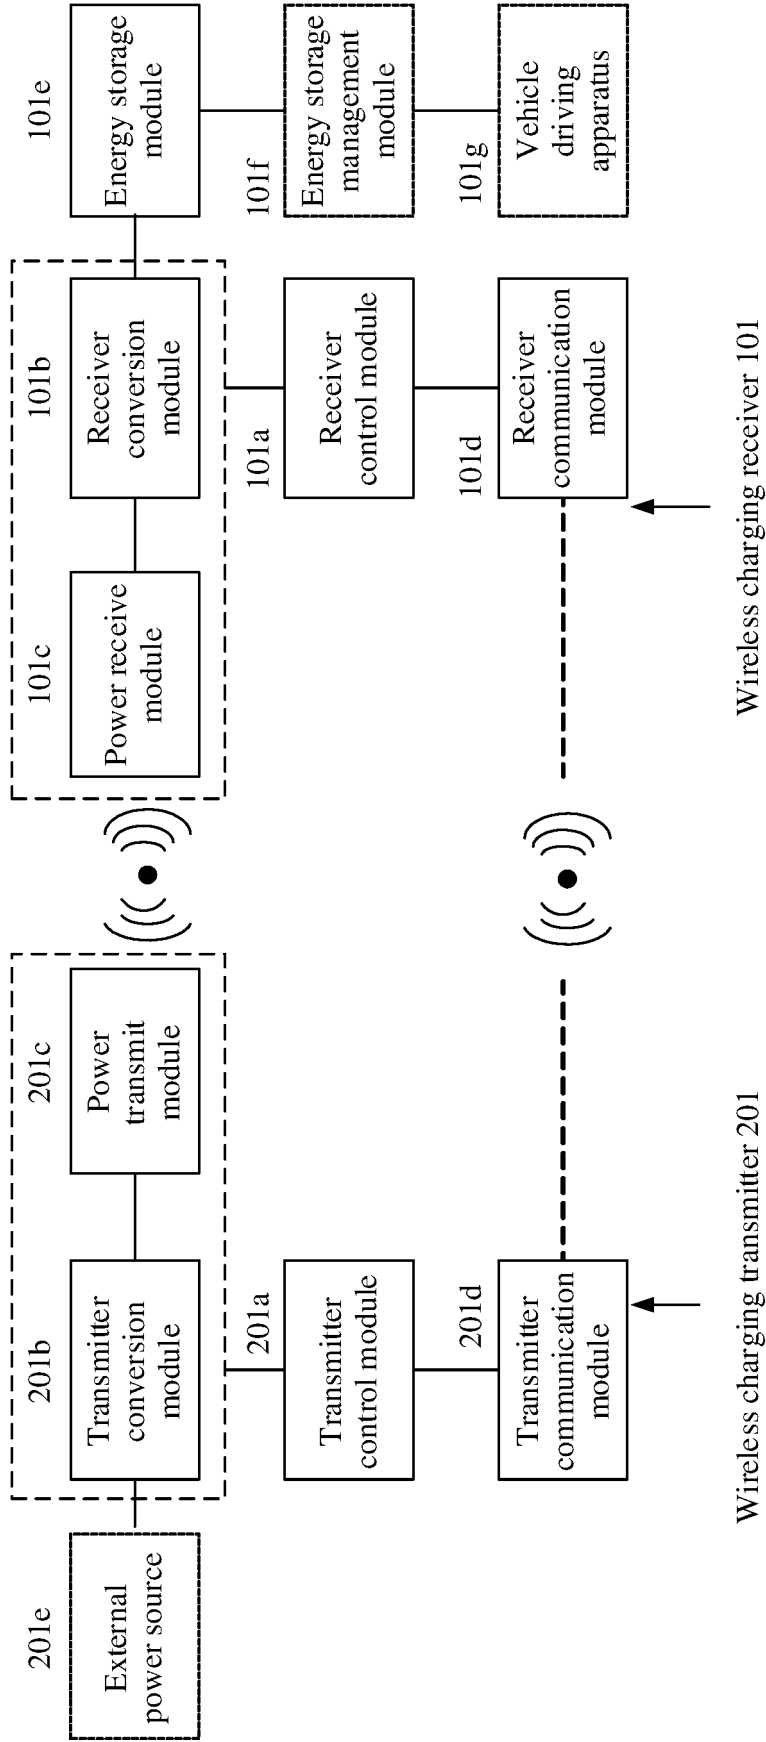 201e
201b
201c
101c
101b
101e
External
power source
Transmitter
conversion
module
Power
transmit
module
Power receive
module
Receiver
conversion
module
Energy storage
module
201a
101a
101f
Transmitter
control module
Receiver
control module
Energy storage
management
module
201d
101d
101g
Transmitter
communication
module
Receiver
communication
module
Vehicle
driving
apparatus
Wireless charging transmitter 201
Wireless charging receiver 101